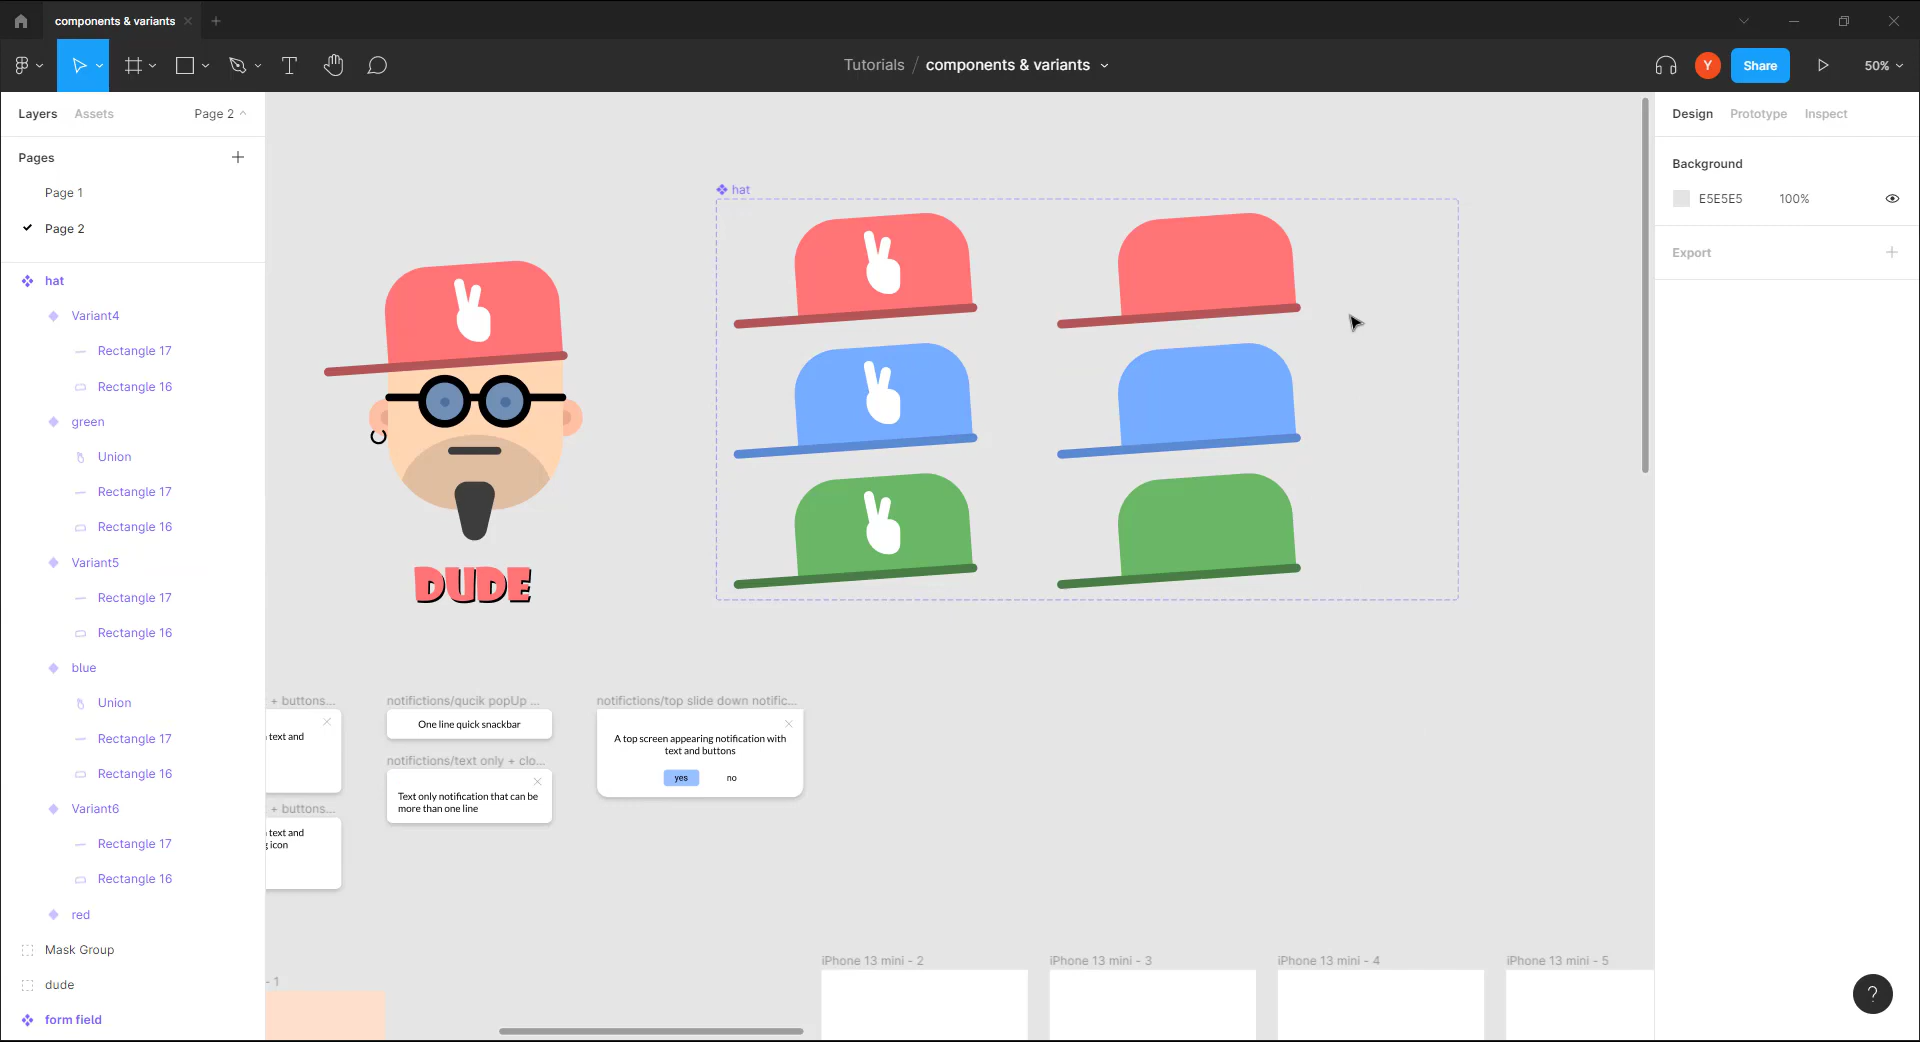 components & variants
Tutorials / components & variants
Y
Share
50%
Layers
Assets
Page 2
Pages
Page 1
Page 2
hat
Variant4
Rectangle 17
Rectangle 16
green
Union
Rectangle 17
Rectangle 16
Variant5
Rectangle 17
Rectangle 16
blue
Union
Rectangle 17
Rectangle 16
Variant6
Rectangle 17
Rectangle 16
red
Mask Group
dude
form field
hat
DUDE
+ buttons...
text and
+ buttons...
text and
icon
notifictions/qucik popUp ...
One line quick snackbar
notifictions/text only + clo...
Text only notification that can be
more than one line
notifictions/top slide down notific...
A top screen appearing notification with
text and buttons
yes
no
- 1
iPhone 13 mini - 2
iPhone 13 mini - 3
iPhone 13 mini - 4
iPhone 13 mini - 5
Design
Prototype
Inspect
Background
E5E5E5
100%
Export
?